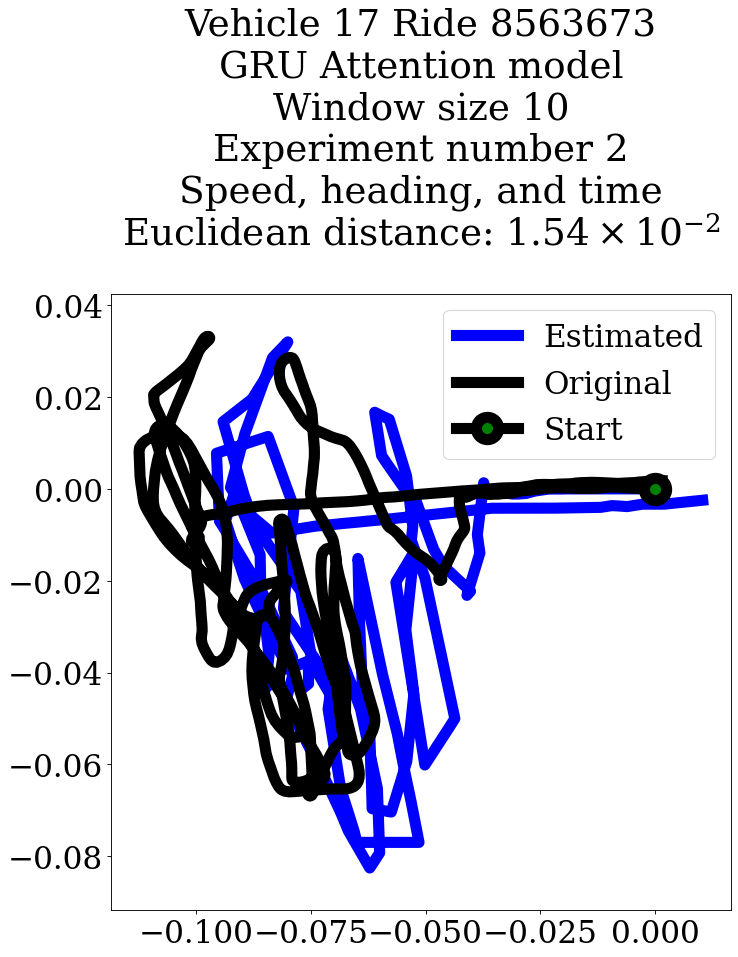 Vehicle 17 Ride 8563673
GRU Attention model
Window size 10
Experiment number 2
Speed, heading, and time
Euclidean distance: 1.54 × 10⁻²
Estimated
Original
Start
0.04
0.02
0.00
−0.02
−0.04
−0.06
−0.08
−0.100 −0.075 −0.050 −0.025 0.000